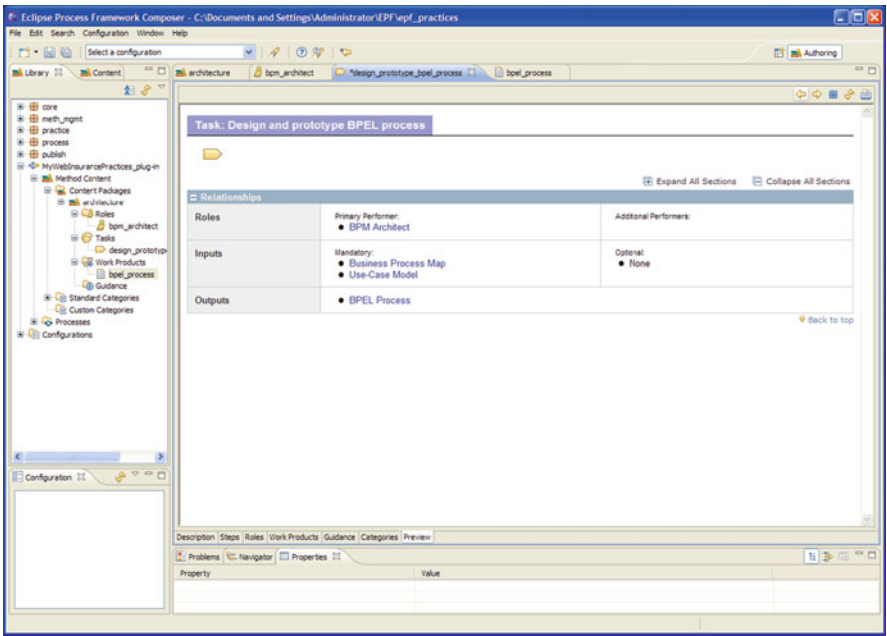 Eclipse Process Framework Composer - C:\Documents and Settings\Administrator\EPF\epf_practices
File Edit Search Configuration Window Help
Select a configuration
Authoring
Library Content
architecture bpm_architect *design_prototype_bpel_process bpel_process
core
meth_mgmt
practice
process
publish
MyWebInsurancePractices_plug-in
Method Content
Content Packages
architecture
Roles
bpm_architect
Tasks
design_prototyp
Work Products
bpel_process
Guidance
Standard Categories
Custom Categories
Processes
Configurations
Task: Design and prototype BPEL process
Expand All Sections Collapse All Sections
Relationships
Roles Primary Performer: Additional Performers:
BPM Architect
Inputs Mandatory: Optional:
Business Process Map None
Use-Case Model
Outputs BPEL Process
Back to top
Configuration
Description Steps Roles Work Products Guidance Categories Preview
Problems Navigator Properties
Property Value